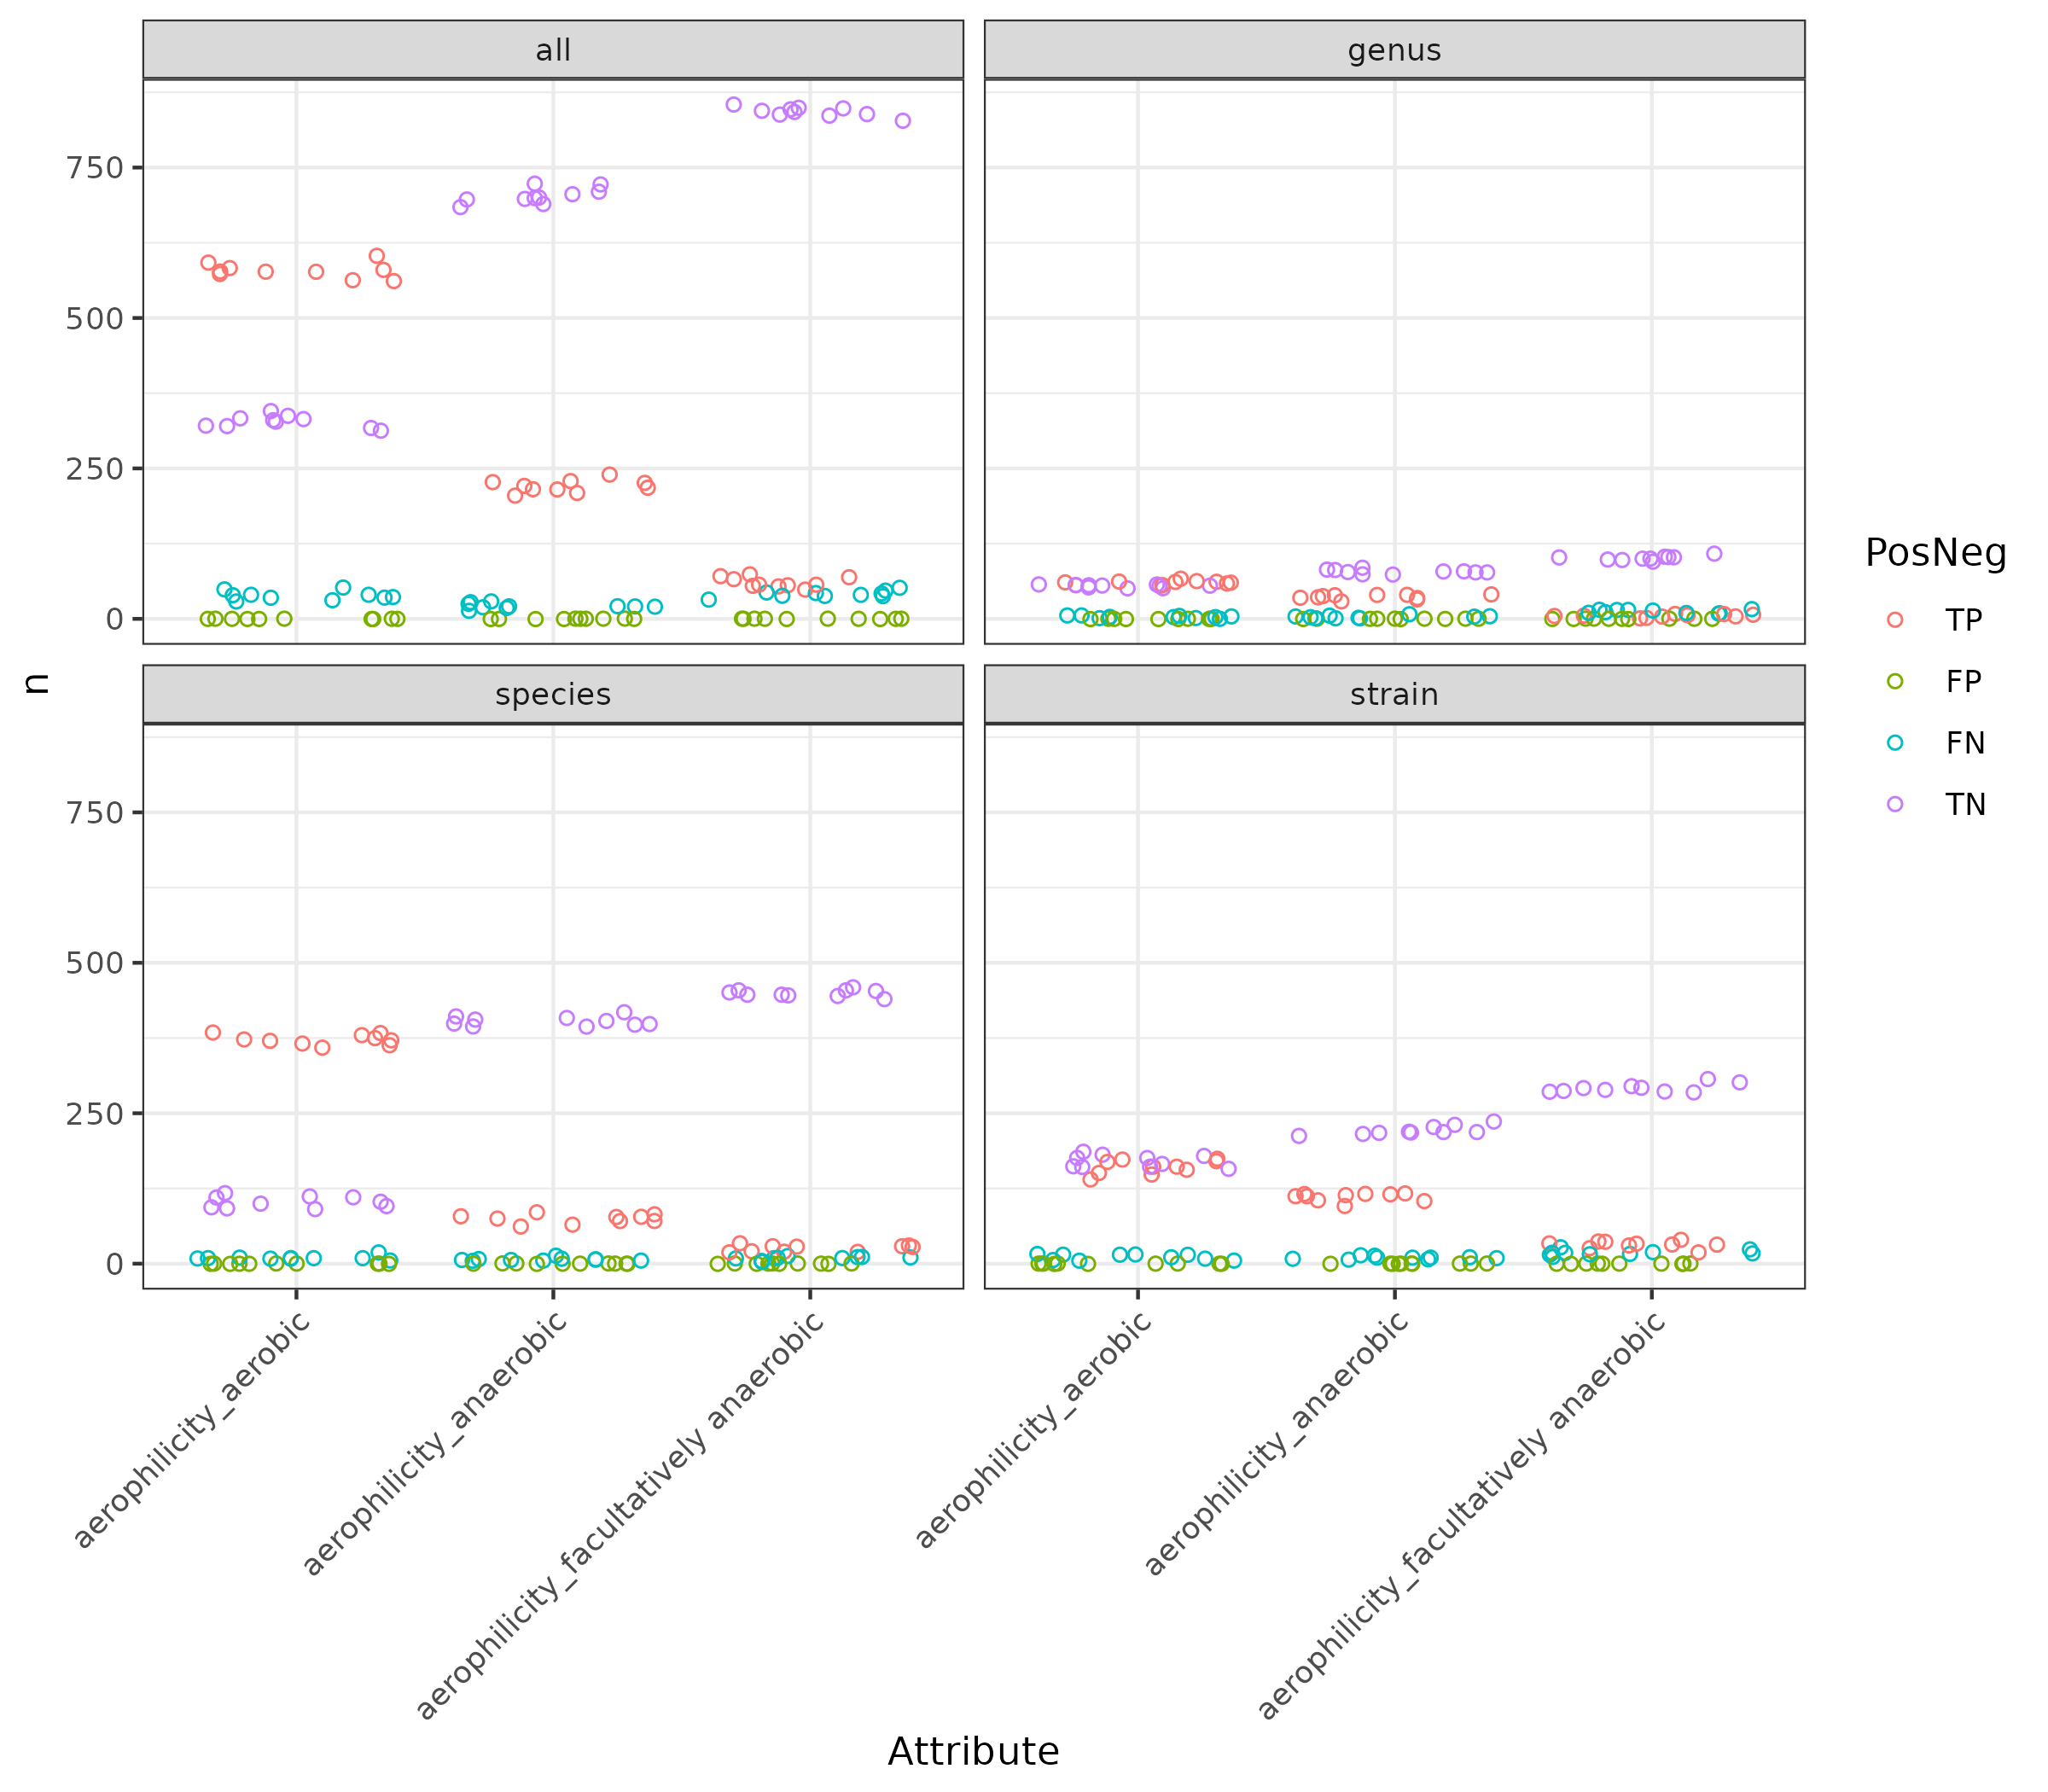 all
genus
750
500
250
0
species
strain
750
500
250
0
n
aerophilicity_aerobic
aerophilicity_anaerobic
aerophilicity_facultatively anaerobic
aerophilicity_aerobic
aerophilicity_anaerobic
aerophilicity_facultatively anaerobic
Attribute
PosNeg
TP
FP
FN
TN